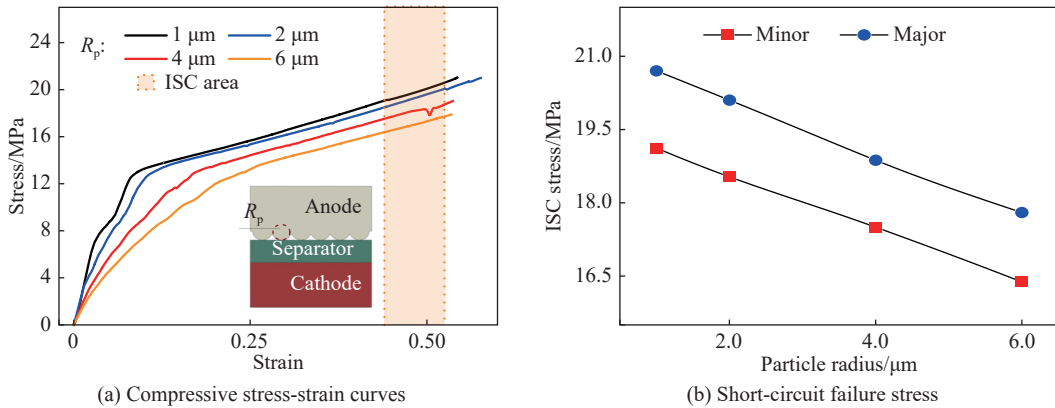 24
20
16
12
8
4
0
Stress/MPa
R_p:
1 μm
2 μm
4 μm
6 μm
ISC area
R_p
Anode
Separator
Cathode
0
0.25
0.50
Strain
(a) Compressive stress-strain curves
Minor
Major
21.0
19.5
18.0
16.5
ISC stress/MPa
2.0
4.0
6.0
Particle radius/μm
(b) Short-circuit failure stress